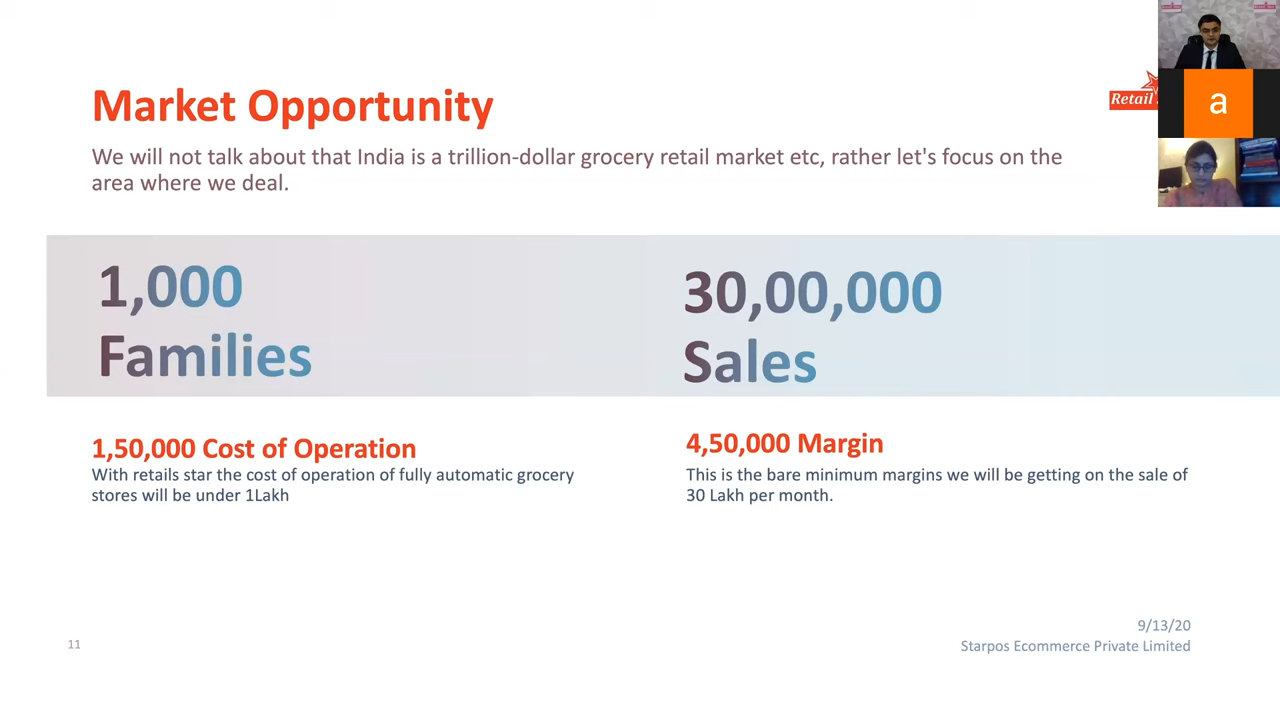 Market Opportunity
Retail
a
We will not talk about that India is a trillion-dollar grocery retail market etc, rather let's focus on the
area where we deal.
1,000
Families
30,00,000
Sales
1,50,000 Cost of Operation
With retails star the cost of operation of fully automatic grocery
stores will be under 1Lakh
4,50,000 Margin
This is the bare minimum margins we will be getting on the sale of
30 Lakh per month.
9/13/20
11
Starpos Ecommerce Private Limited